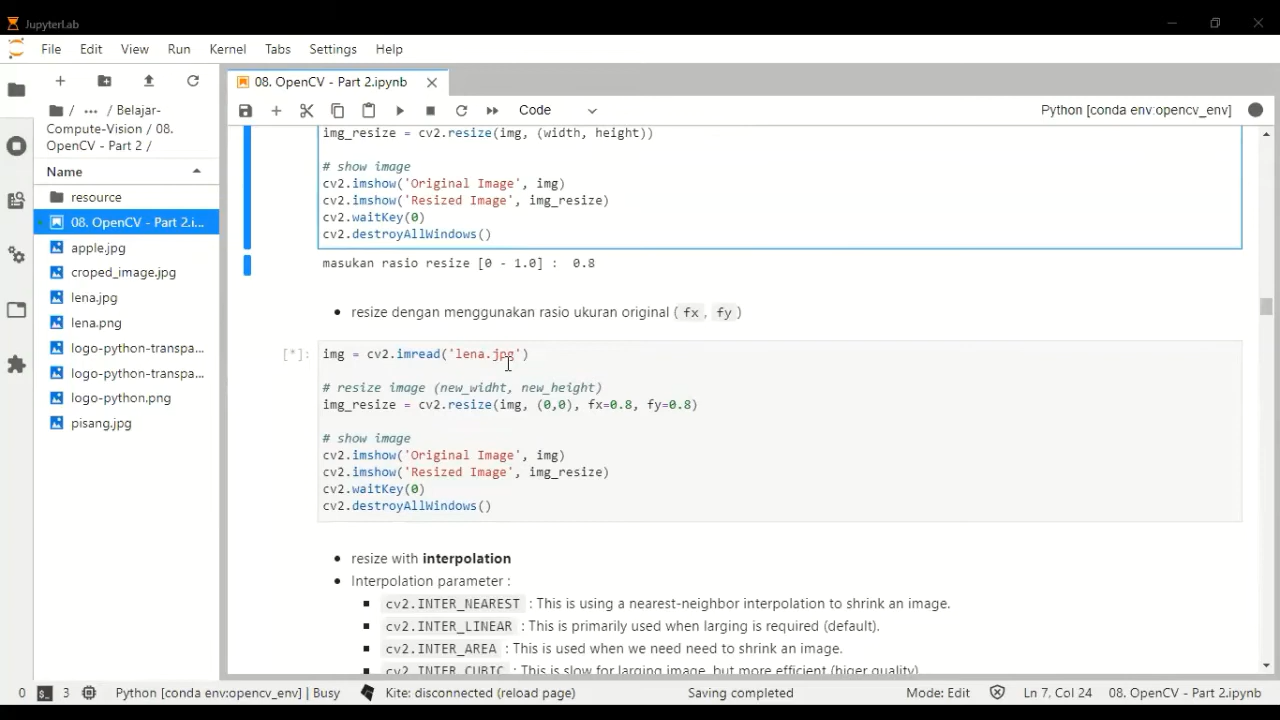 JupyterLab
File Edit View Run Kernel Tabs Settings Help
08. OpenCV - Part 2.ipynb
/ ... / Belajar-
Compute-Vision / 08.
OpenCV - Part 2 /
Code
Python [conda env:opencv_env]
Name
resource
08. OpenCV - Part 2.i...
apple.jpg
croped_image.jpg
lena.jpg
lena.png
logo-python-transpa...
logo-python-transpa...
logo-python.png
pisang.jpg
img_resize = cv2.resize(img, (width, height))
# show image
cv2.imshow('Original Image', img)
cv2.imshow('Resized Image', img_resize)
cv2.waitKey(0)
cv2.destroyAllWindows()
masukan rasio resize [0 - 1.0] : 0.8
• resize dengan menggunakan rasio ukuran original ( fx , fy )
[*]:
img = cv2.imread('lena.jpg')
# resize image (new_widht, new_height)
img_resize = cv2.resize(img, (0,0), fx=0.8, fy=0.8)
# show image
cv2.imshow('Original Image', img)
cv2.imshow('Resized Image', img_resize)
cv2.waitKey(0)
cv2.destroyAllWindows()
• resize with interpolation
• Interpolation parameter :
▪ cv2.INTER_NEAREST : This is using a nearest-neighbor interpolation to shrink an image.
▪ cv2.INTER_LINEAR : This is primarily used when larging is required (default).
▪ cv2.INTER_AREA : This is used when we need need to shrink an image.
▪ cv2.INTER_CUBIC : This is slow for larging image, but more efficient (higer quality)
0 3 Python [conda env:opencv_env] | Busy Kite: disconnected (reload page) Saving completed Mode: Edit Ln 7, Col 24 08. OpenCV - Part 2.ipynb